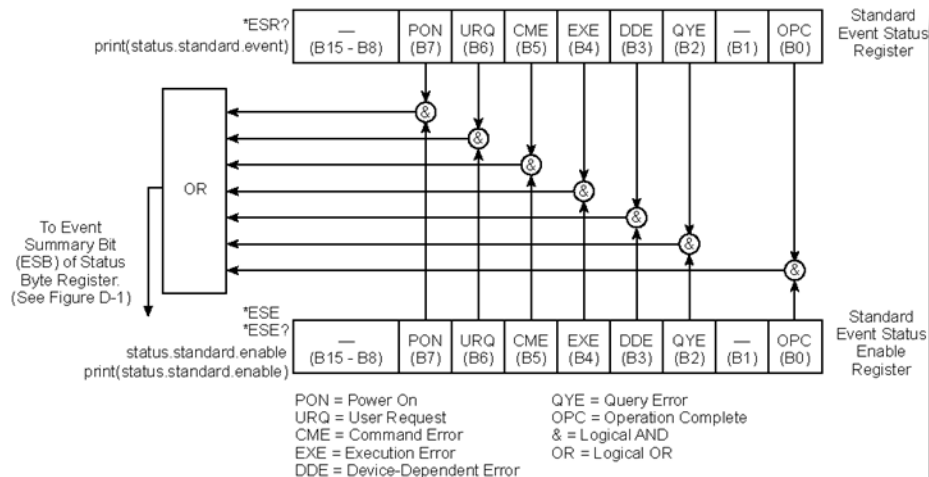 *ESR?
print(status.standard.event)
— PON URQ CME EXE DDE QYE — OPC
(B15 - B8) (B7) (B6) (B5) (B4) (B3) (B2) (B1) (B0)
Standard
Event Status
Register
& 
&
&
&
&
&
&
OR
To Event
Summary Bit
(ESB) of Status
Byte Register.
(See Figure D-1)
*ESE
*ESE?
status.standard.enable
print(status.standard.enable)
— PON URQ CME EXE DDE QYE — OPC
(B15 - B8) (B7) (B6) (B5) (B4) (B3) (B2) (B1) (B0)
Standard
Event Status
Enable
Register
PON = Power On
URQ = User Request
CME = Command Error
EXE = Execution Error
DDE = Device-Dependent Error
QYE = Query Error
OPC = Operation Complete
& = Logical AND
OR = Logical OR